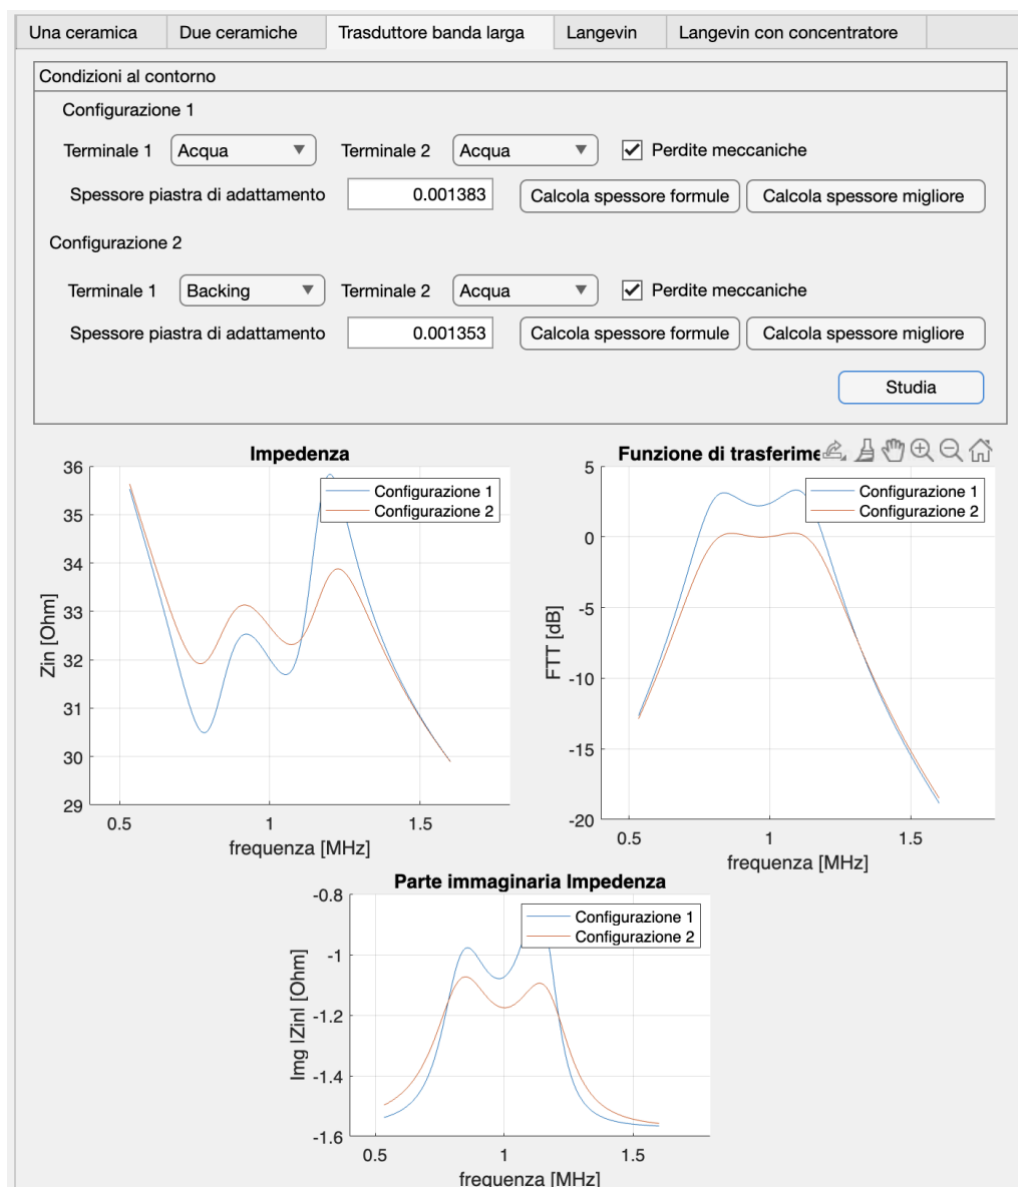 Una ceramica Due ceramiche Trasduttore banda larga Langevin Langevin con concentratore
Condizioni al contorno
Configurazione 1
Terminale 1 Acqua Terminale 2 Acqua Perdite meccaniche
Spessore piastra di adattamento 0.001383 Calcola spessore formule Calcola spessore migliore
Configurazione 2
Terminale 1 Backing Terminale 2 Acqua Perdite meccaniche
Spessore piastra di adattamento 0.001353 Calcola spessore formule Calcola spessore migliore
Studia
Impedenza
36
35
34
33
32
31
30
29
Zin [Ohm]
Configurazione 1
Configurazione 2
0.5 1 1.5
frequenza [MHz]
Funzione di trasferime
5
0
-5
-10
-15
-20
FTT [dB]
Configurazione 1
Configurazione 2
0.5 1 1.5
frequenza [MHz]
Parte immaginaria Impedenza
-0.8
-1
-1.2
-1.4
-1.6
Img |Zin| [Ohm]
Configurazione 1
Configurazione 2
0.5 1 1.5
frequenza [MHz]